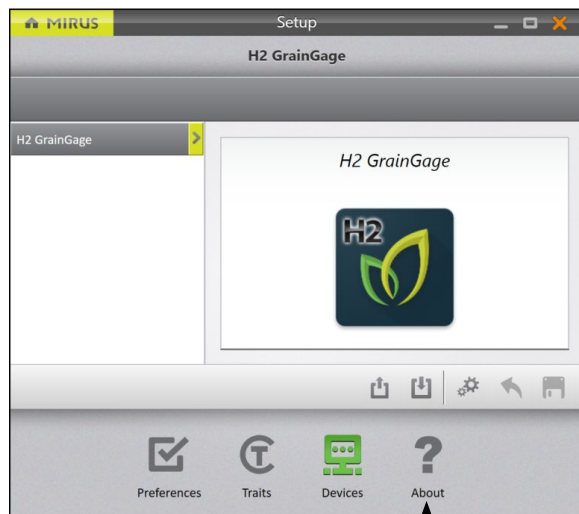 MIRUS Setup
H2 GrainGage
H2 GrainGage
H2 GrainGage
H2
Preferences Traits Devices About